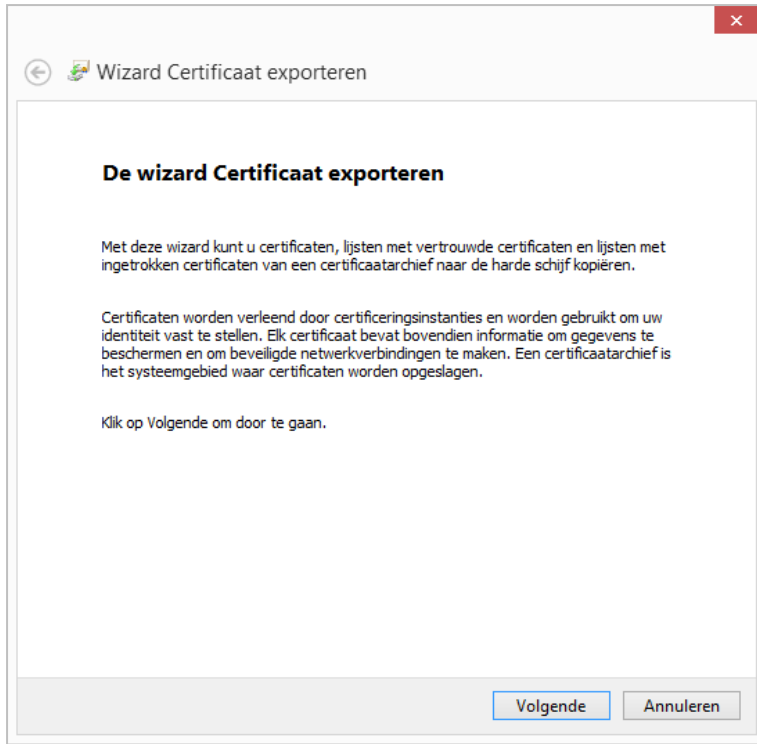 Wizard Certificaat exporteren
De wizard Certificaat exporteren
Met deze wizard kunt u certificaten, lijsten met vertrouwde certificaten en lijsten met
ingetrokken certificaten van een certificaatarchief naar de harde schijf kopiëren.
Certificaten worden verleend door certificeringsinstanties en worden gebruikt om uw
identiteit vast te stellen. Elk certificaat bevat bovendien informatie om gegevens te
beschermen en om beveiligde netwerkverbindingen te maken. Een certificaatarchief is
het systeemgebied waar certificaten worden opgeslagen.
Klik op Volgende om door te gaan.
Volgende Annuleren